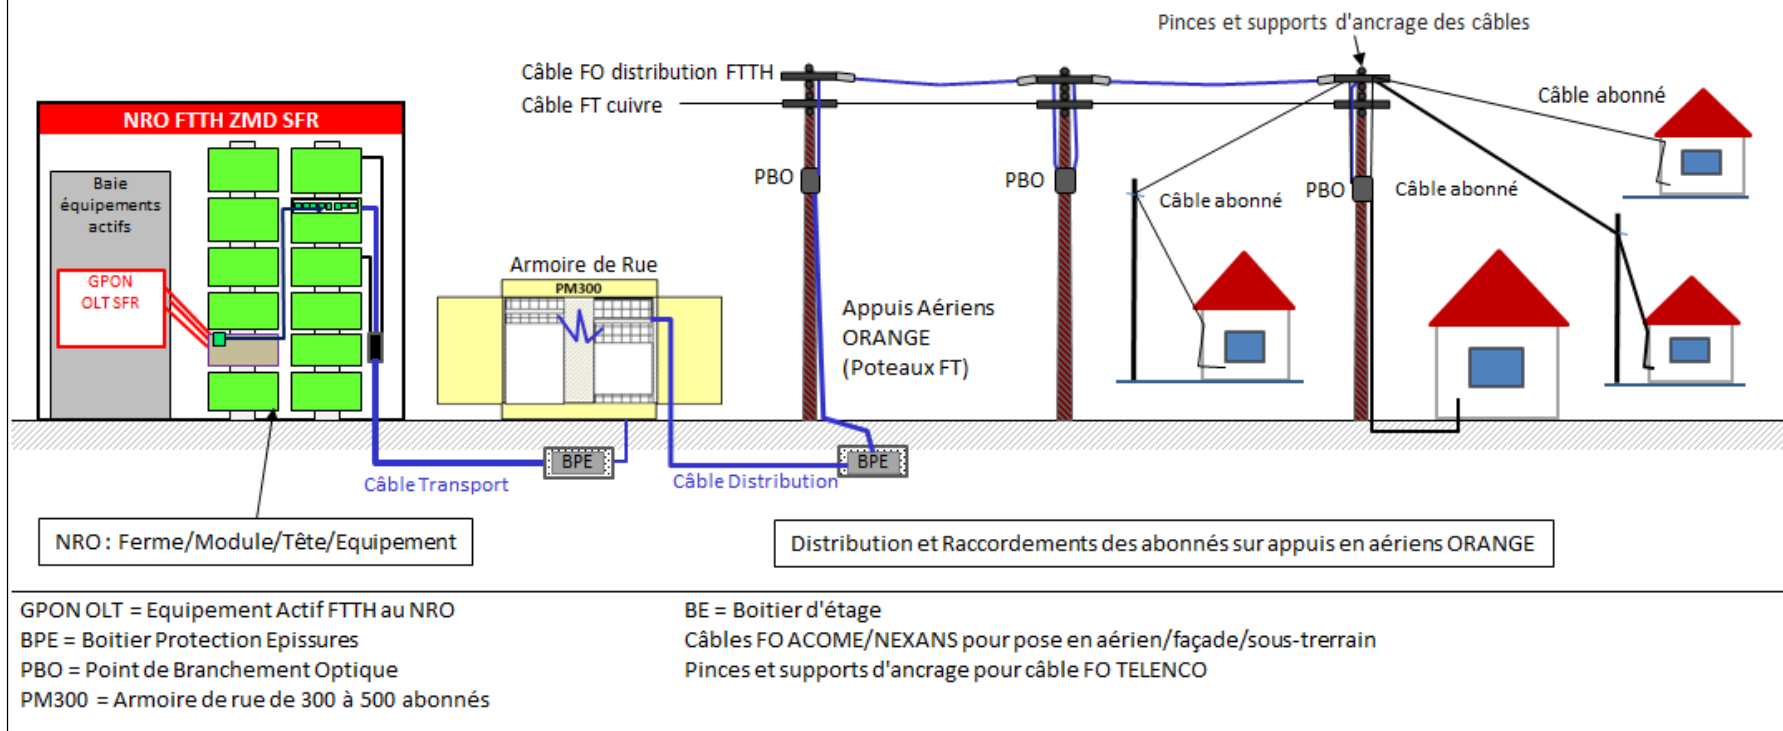 Pinces et supports d'ancrage des câbles
Câble FO distribution FTTH
Câble FT cuivre
Câble abonné
NRO FTTH ZMD SFR
Baie
équipements
actifs
PBO
PBO
PBO
Câble abonné
Câble abonné
GPON
OLT SFR
Armoire de Rue
PM300
Appuis Aériens
ORANGE
(Poteaux FT)
BPE
BPE
Câble Transport
Câble Distribution
NRO : Ferme/Module/Tête/Equipement
Distribution et Raccordements des abonnés sur appuis en aériens ORANGE
GPON OLT = Equipement Actif FTTH au NRO
BPE = Boitier Protection Epissures
PBO = Point de Branchement Optique
PM300 = Armoire de rue de 300 à 500 abonnés
BE = Boitier d'étage
Câbles FO ACOME/NEXANS pour pose en aérien/façade/sous-trerrain
Pinces et supports d'ancrage pour câble FO TELENCO